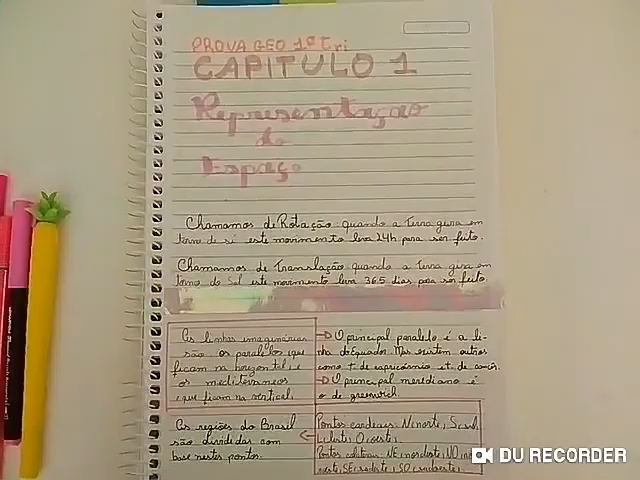 PROVA GEO 1º Tri
CAPITULO 1
Representação
do
Espaço
Chamamos de Rotação quando a Terra gira em
torno de si este movimento leva 24h para ser feito.
Chamamos de Translação quando a Terra gira em
torno do Sol este movimento leva 365 dias para ser feito.
As linhas imaginárias
são os paralelos (que
ficam na horizontal) e
os mediterraneos
(que ficam na vertical).
O principal paralelo é a li-
nha do Equador. Mas existem outros
como t. de capricórnio e t. de
O principal meridiano é
o de greenwich
As regiões do Brasil
são divididas com
base nestes pontos.
Pontos cardeais: N(norte), S(sul)
L(leste), O(oeste),
Pontos colaterais: NE(nordeste), NO(no
SE(sudeste), SO(sudoeste),
DU RECORDER